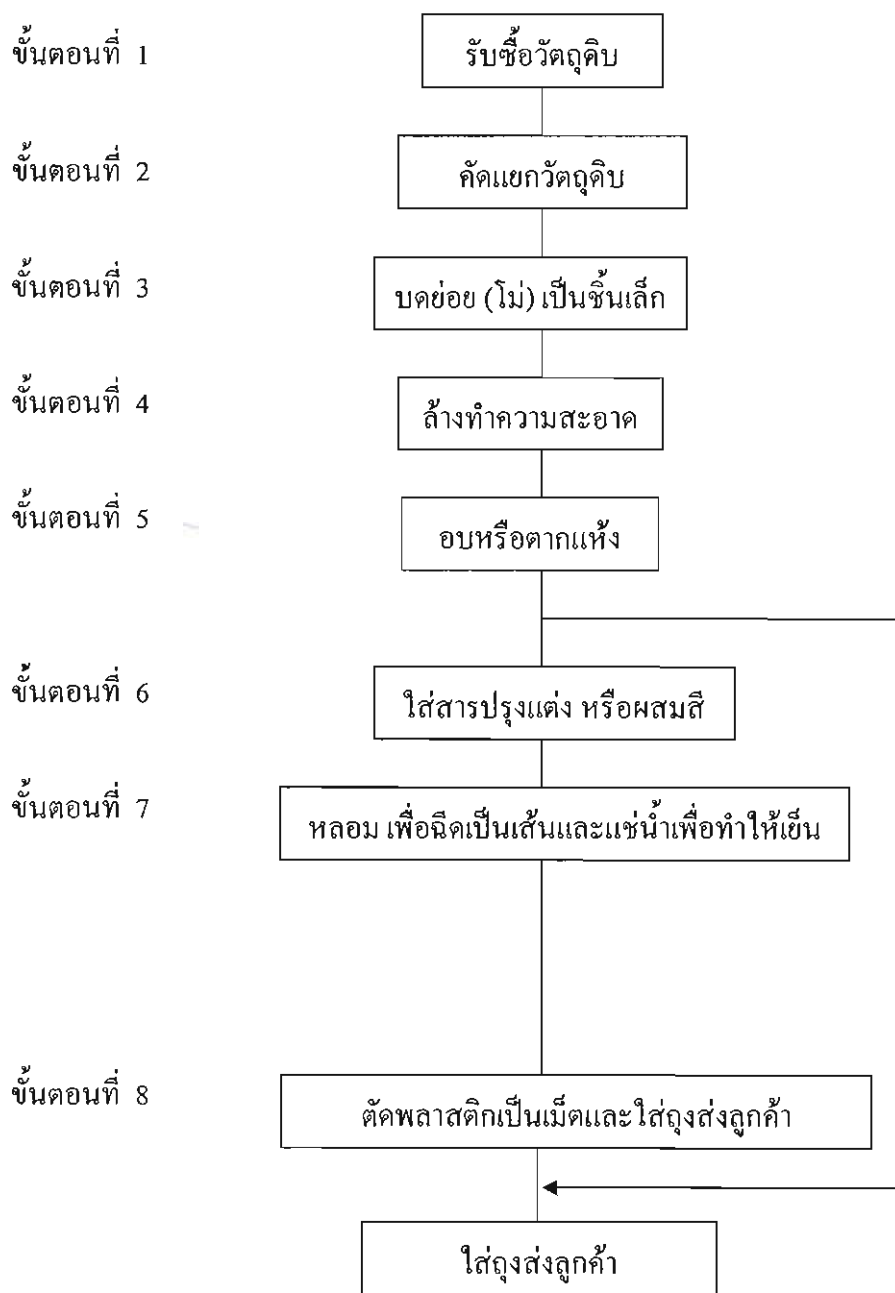 ขั้นตอนที่ 1 รับซื้อวัตถุดิบ
ขั้นตอนที่ 2 คัดแยกวัตถุดิบ
ขั้นตอนที่ 3 บดย่อย (โม่) เป็นชิ้นเล็ก
ขั้นตอนที่ 4 ล้างทำความสะอาด
ขั้นตอนที่ 5 อบหรือตากแห้ง
ขั้นตอนที่ 6 ใส่สารปรุงแต่ง หรือผสมสี
ขั้นตอนที่ 7 หลอม เพื่อฉีดเป็นเส้นและแช่น้ำเพื่อทำให้เย็น
ขั้นตอนที่ 8 ตัดพลาสติกเป็นเม็ดและใส่ถุงส่งลูกค้า
ใส่ถุงส่งลูกค้า